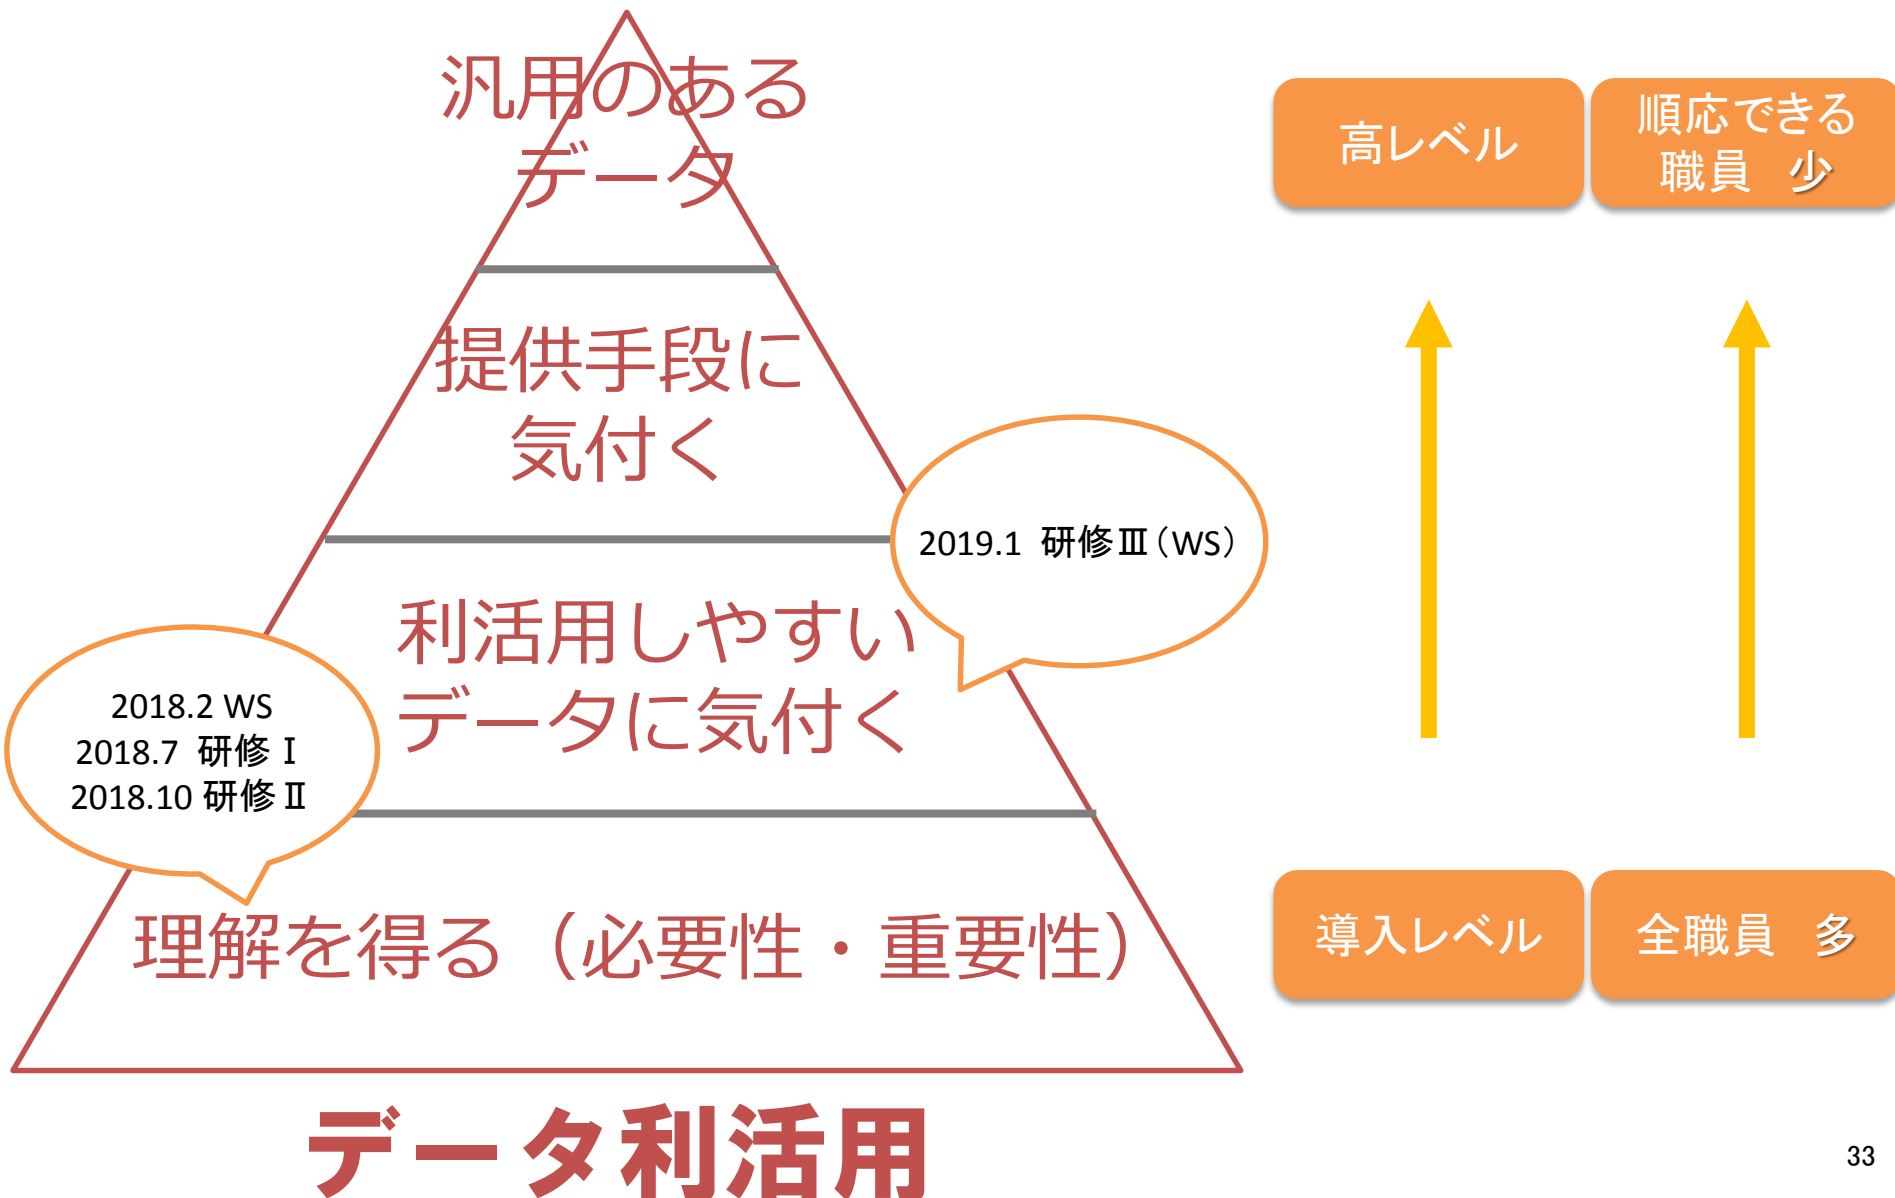 汎用のある
データ
提供手段に
気付く
利活用しやすい
データに気付く
理解を得る（必要性・重要性）
2019.1 研修Ⅲ（WS）
2018.2 WS
2018.7 研修Ⅰ
2018.10 研修Ⅱ
高レベル
順応できる
職員　少
導入レベル
全職員　多
データ利活用
33